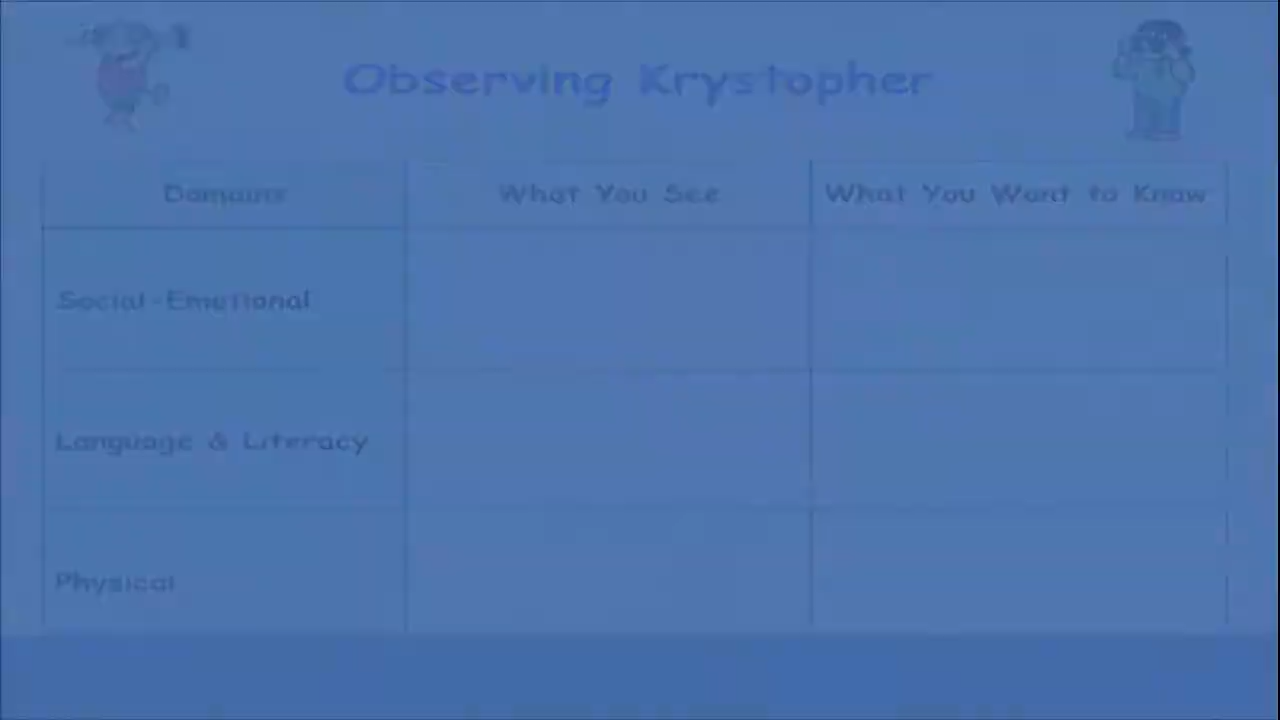 Observing Krystopher
Domains What You See What You Want to Know
Social-Emotional
Language & Literacy
Physical